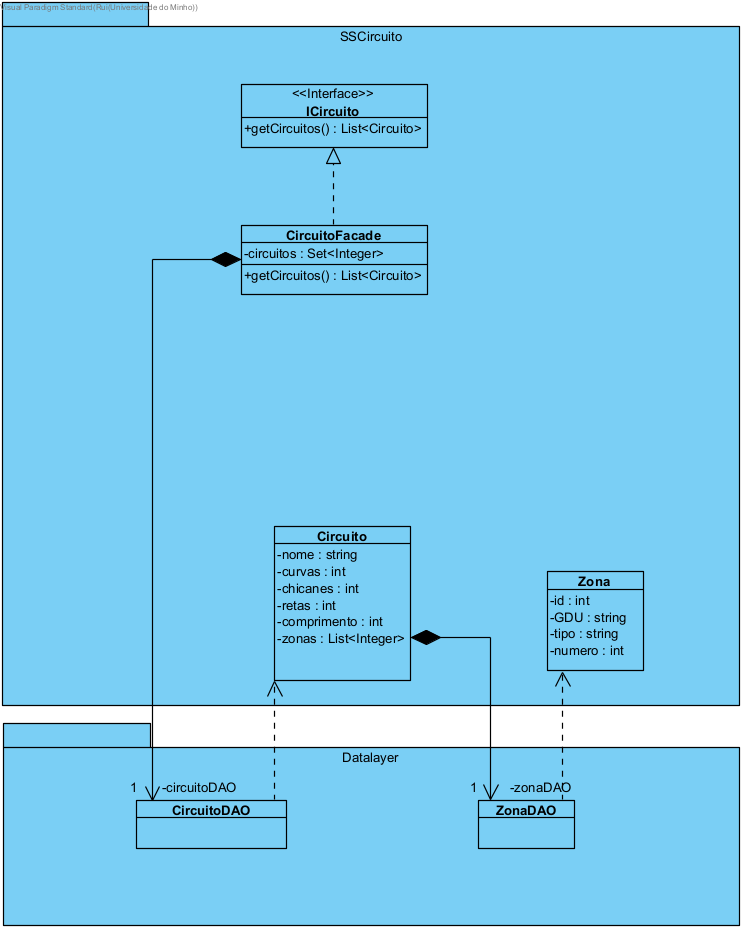 Visual Paradigm Standard(Rui(Universidade do Minho))
SSCircuito
<<Interface>>
ICircuito
+getCircuitos() : List<Circuito>
CircuitoFacade
-circuitos : Set<Integer>
+getCircuitos() : List<Circuito>
Circuito
-nome : string
-curvas : int
-chicanes : int
-retas : int
-comprimento : int
-zonas : List<Integer>
Zona
-id : int
-GDU : string
-tipo : string
-numero : int
Datalayer
1
-circuitoDAO
1
-zonaDAO
CircuitoDAO
ZonaDAO